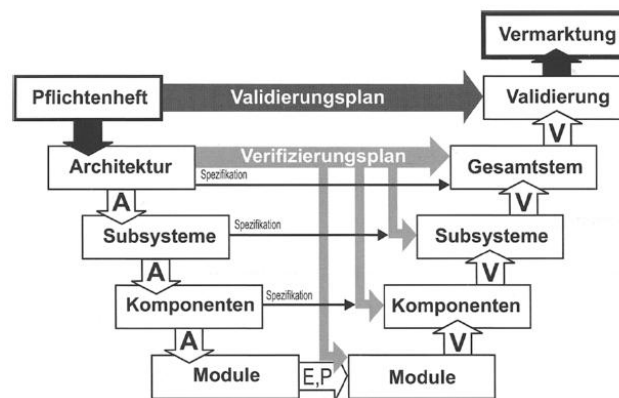 Vermarktung
Pflichtenheft
Validierungsplan
Validierung
V
Architektur
Verifizierungsplan
Gesamtstem
Spezifikation
A
V
Subsysteme
Spezifikation
Subsysteme
A
V
Komponenten
Spezifikation
Komponenten
A
V
Module
E,P
Module